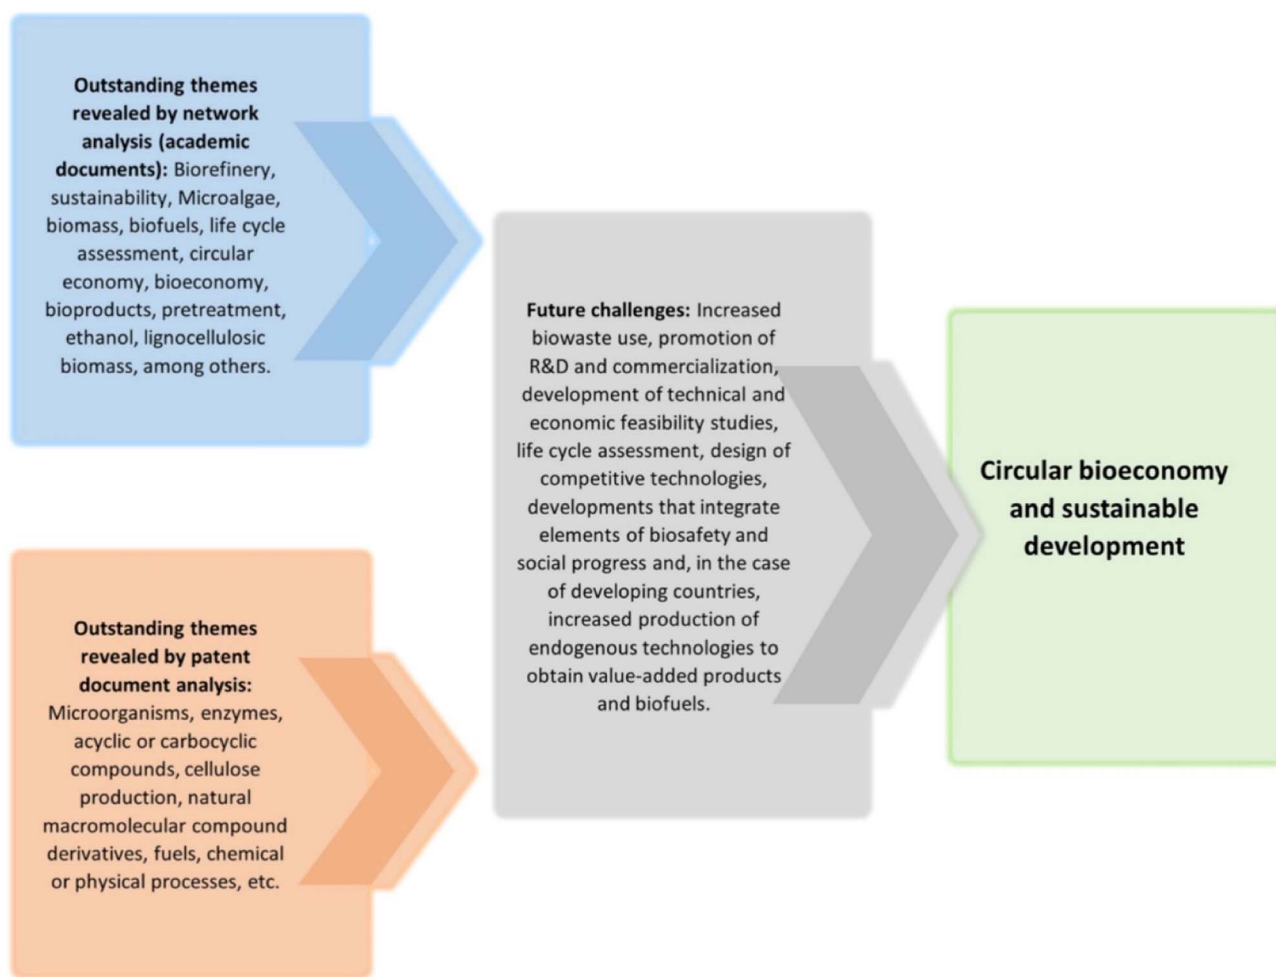 Outstanding themes
revealed by network
analysis (academic
documents): Biorefinery,
sustainability, Microalgae,
biomass, biofuels, life cycle
assessment, circular
economy, bioeconomy,
bioproducts, pretreatment,
ethanol, lignocellulosic
biomass, among others.
Outstanding themes
revealed by patent
document analysis:
Microorganisms, enzymes,
acyclic or carbocyclic
compounds, cellulose
production, natural
macromolecular compound
derivatives, fuels, chemical
or physical processes, etc.
Future challenges: Increased
biowaste use, promotion of
R&D and commercialization,
development of technical and
economic feasibility studies,
life cycle assessment, design of
competitive technologies,
developments that integrate
elements of biosafety and
social progress and, in the case
of developing countries,
increased production of
endogenous technologies to
obtain value-added products
and biofuels.
Circular bioeconomy
and sustainable
development